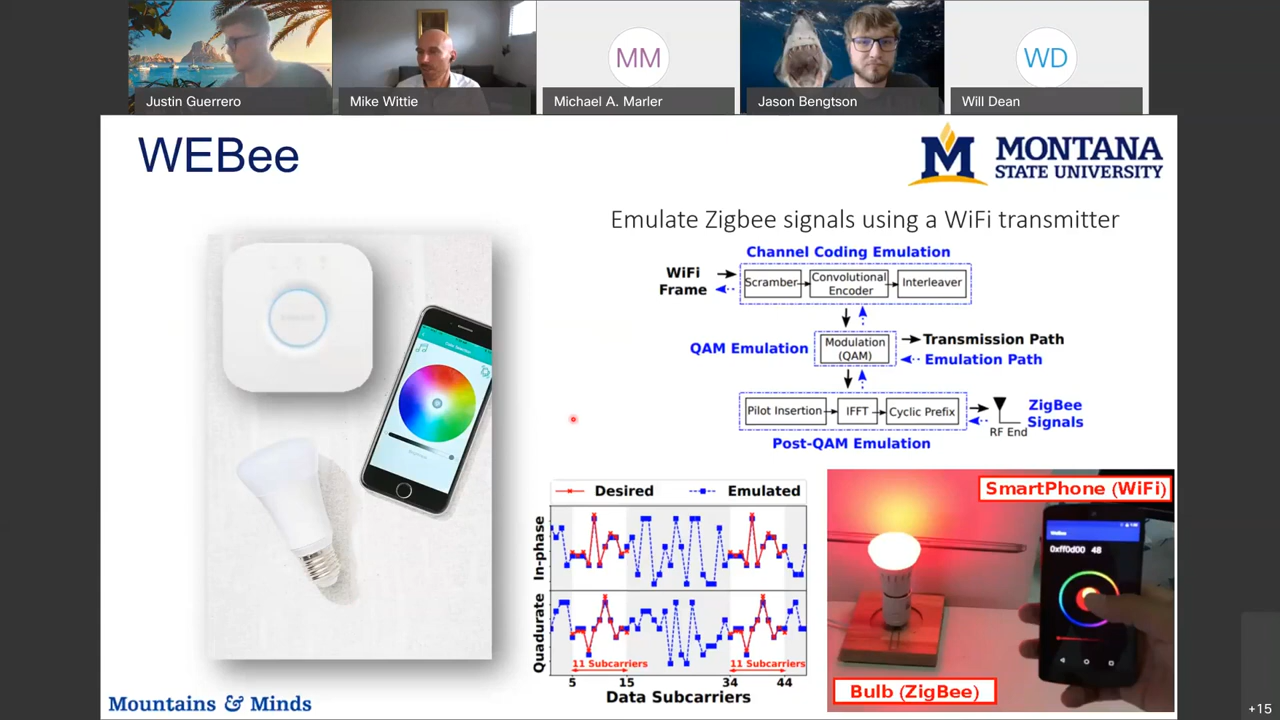 Justin Guerrero
Mike Wittie
MM
Michael A. Marler
Jason Bengtson
WD
Will Dean
WEBee
M
MONTANA
STATE UNIVERSITY
Emulate Zigbee signals using a WiFi transmitter
Channel Coding Emulation
WiFi
Frame
Scramber
Convolutional
Encoder
Interleaver
QAM Emulation
Modulation
(QAM)
Transmission Path
Emulation Path
Pilot Insertion
IFFT
Cyclic Prefix
RF End
ZigBee
Signals
Post-QAM Emulation
Desired
Emulated
In-phase
Quadurate
11 Subcarriers
11 Subcarriers
5
15
34
44
Data Subcarriers
SmartPhone (WiFi)
0xff0d00 48
Bulb (ZigBee)
Mountains & Minds
+15